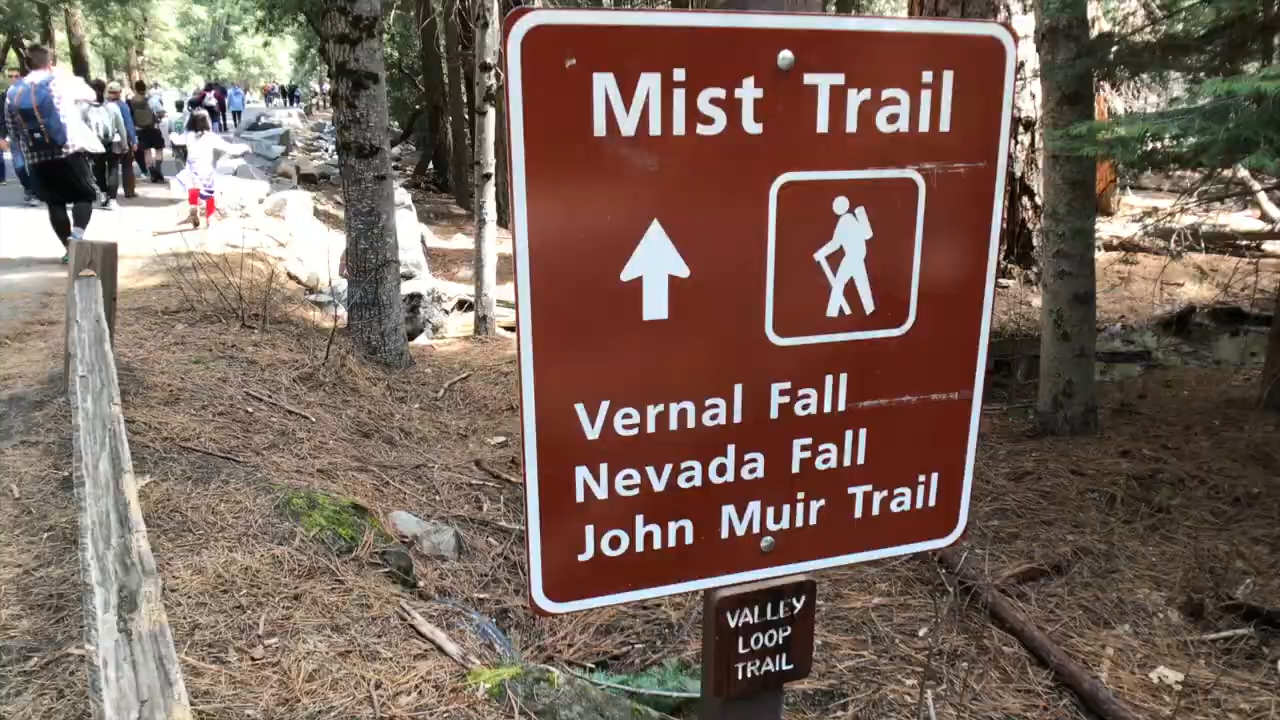 Mist Trail
Vernal Fall
Nevada Fall
John Muir Trail
VALLEY
LOOP
TRAIL